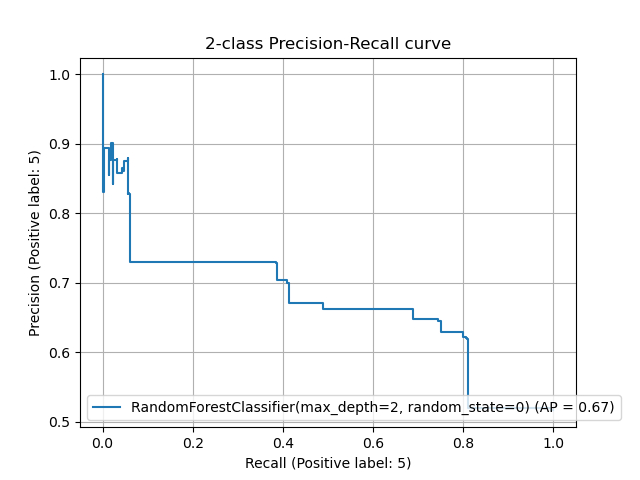 2-class Precision-Recall curve
1.0
0.9
0.8
0.7
0.6
0.5
Precision (Positive label: 5)
RandomForestClassifier(max_depth=2, random_state=0) (AP = 0.67)
0.0 0.2 0.4 0.6 0.8 1.0
Recall (Positive label: 5)